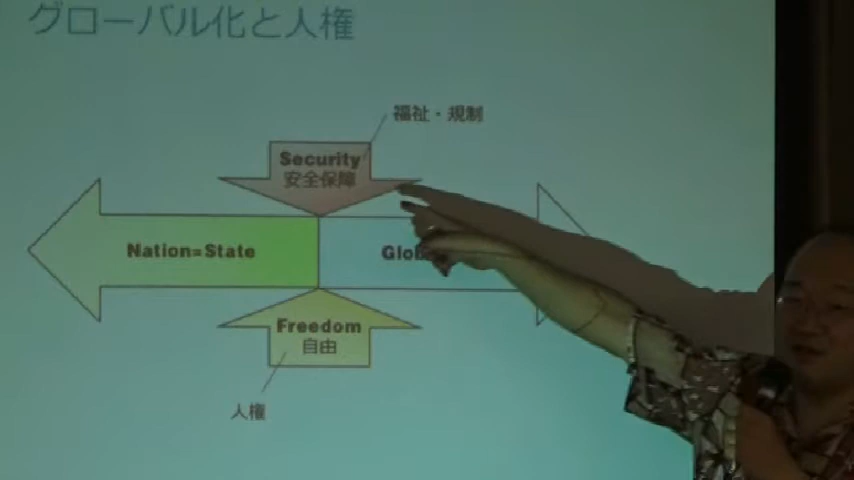 グローバル化と人権
福祉・規制
Security
安全保障
Nation=State
Freedom
自由
人権